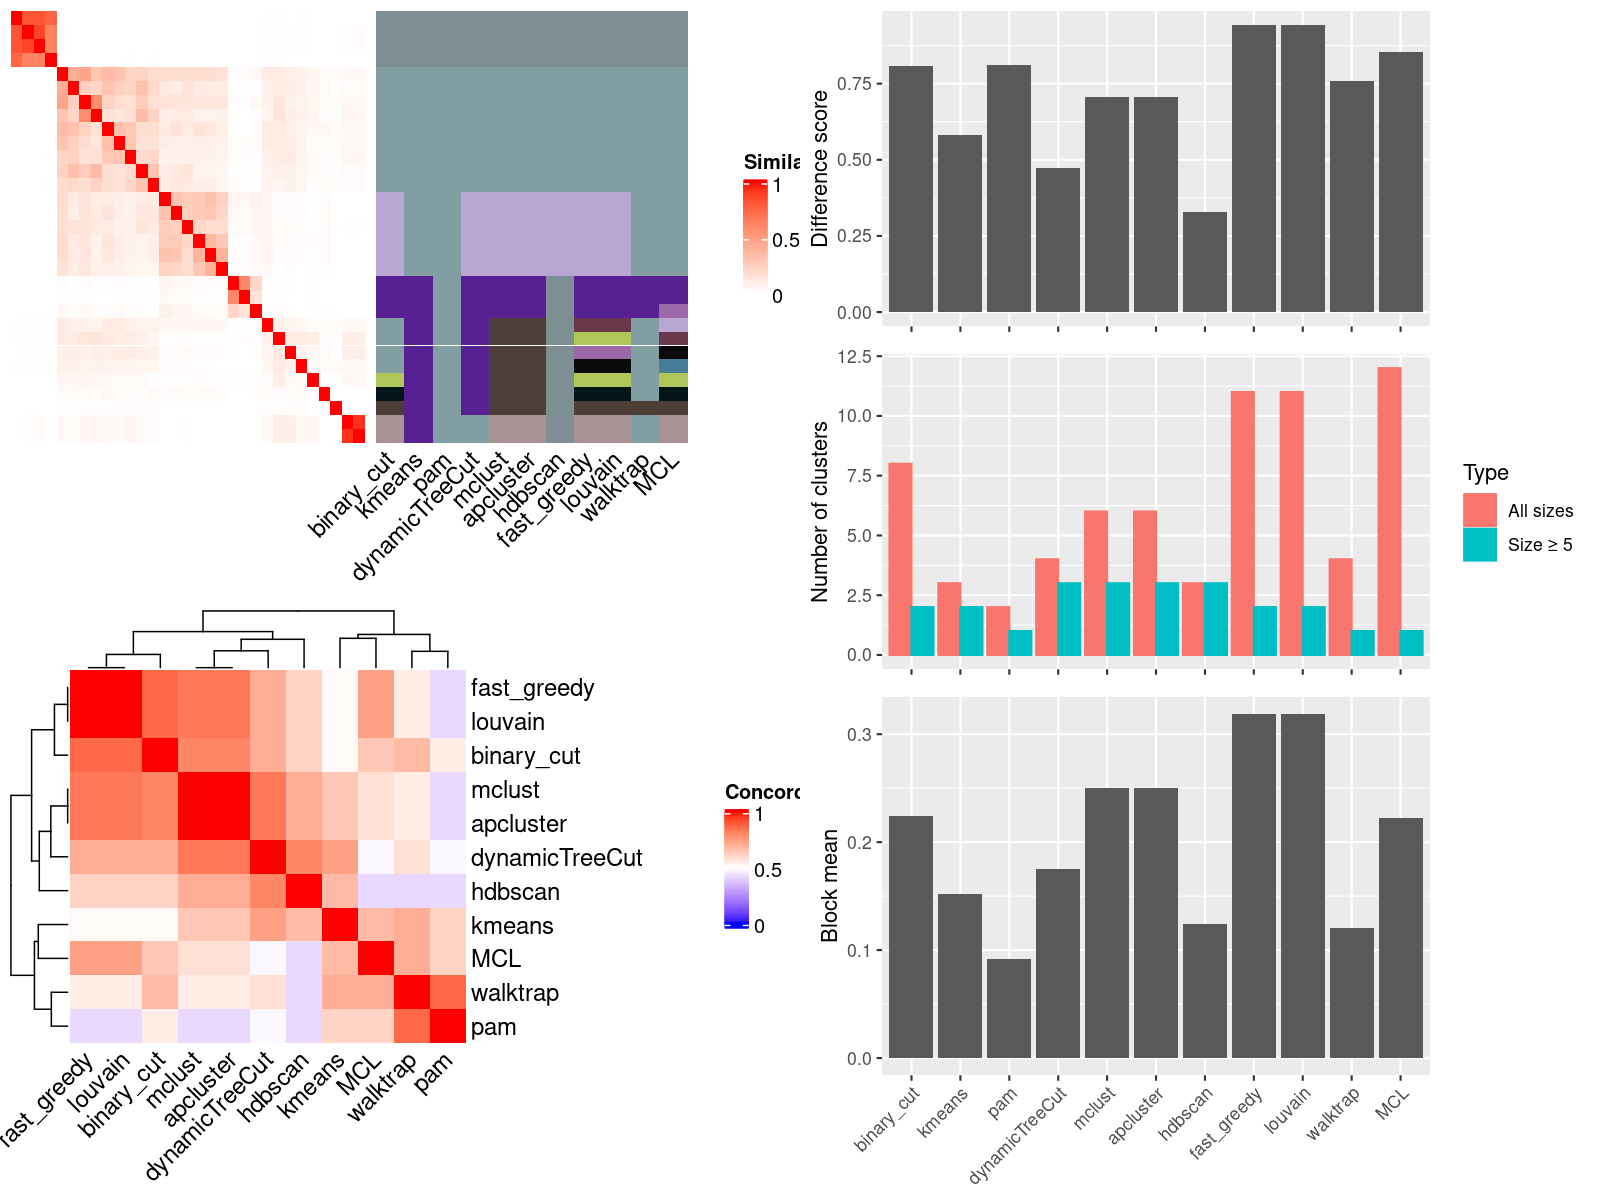 Simila
1
0.5
0
binary_cut
kmeans
pam
dynamicTreeCut
mclust
apcluster
hdbscan
fast_greedy
louvain
walktrap
MCL
Difference score
0.75
0.50
0.25
0.00
Number of clusters
12.5
10.0
7.5
5.0
2.5
0.0
Type
All sizes
Size ≥ 5
fast_greedy
louvain
binary_cut
mclust
apcluster
dynamicTreeCut
hdbscan
kmeans
MCL
walktrap
pam
fast_greedy
louvain
binary_cut
mclust
apcluster
dynamicTreeCut
hdbscan
kmeans
MCL
walktrap
pam
Concord
1
0.5
0
Block mean
0.3
0.2
0.1
0.0
binary_cut
kmeans
pam
dynamicTreeCut
mclust
apcluster
hdbscan
fast_greedy
louvain
walktrap
MCL